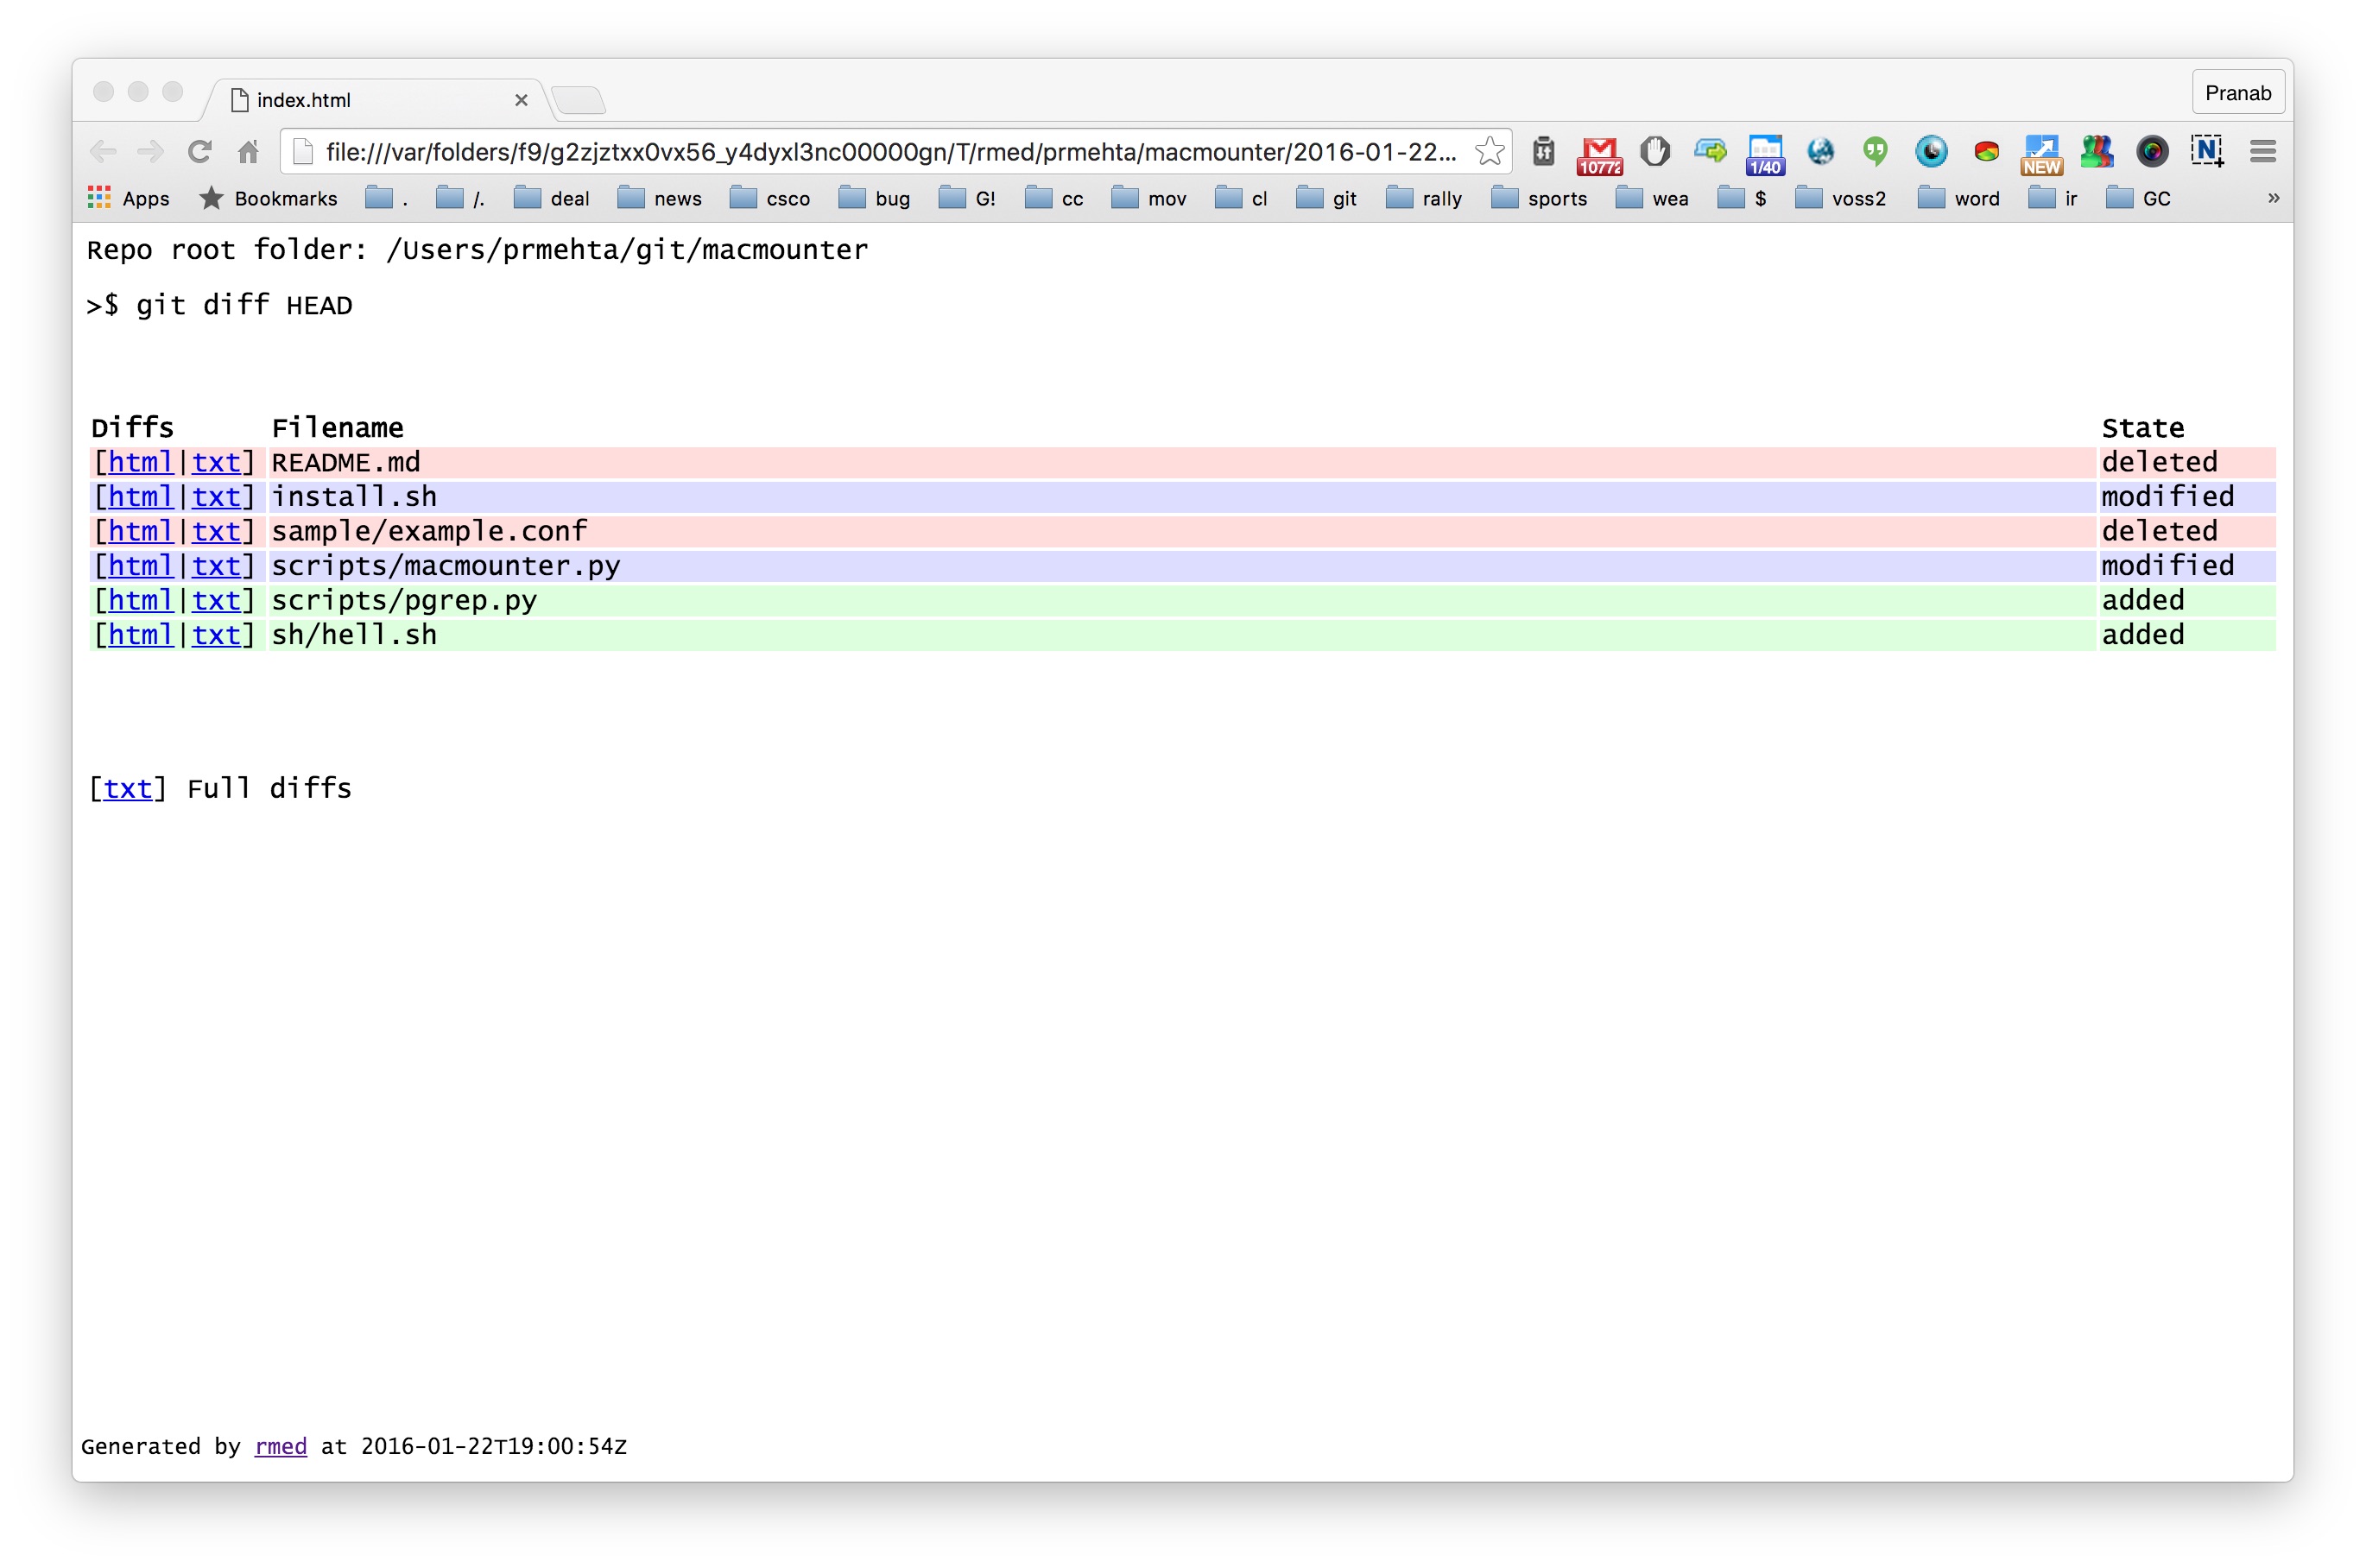 index.html
Pranab
file:///var/folders/f9/g2zjztxx0vx56_y4dyxl3nc00000gn/T/rmed/prmehta/macmounter/2016-01-22...
10772 1/40 NEW N
Apps Bookmarks . /. deal news csco bug G! cc mov cl git rally sports wea $ voss2 word ir GC »
Repo root folder: /Users/prmehta/git/macmounter
>$ git diff HEAD
Diffs Filename State
[html|txt] README.md deleted
[html|txt] install.sh modified
[html|txt] sample/example.conf deleted
[html|txt] scripts/macmounter.py modified
[html|txt] scripts/pgrep.py added
[html|txt] sh/hell.sh added
[txt] Full diffs
Generated by rmed at 2016-01-22T19:00:54Z